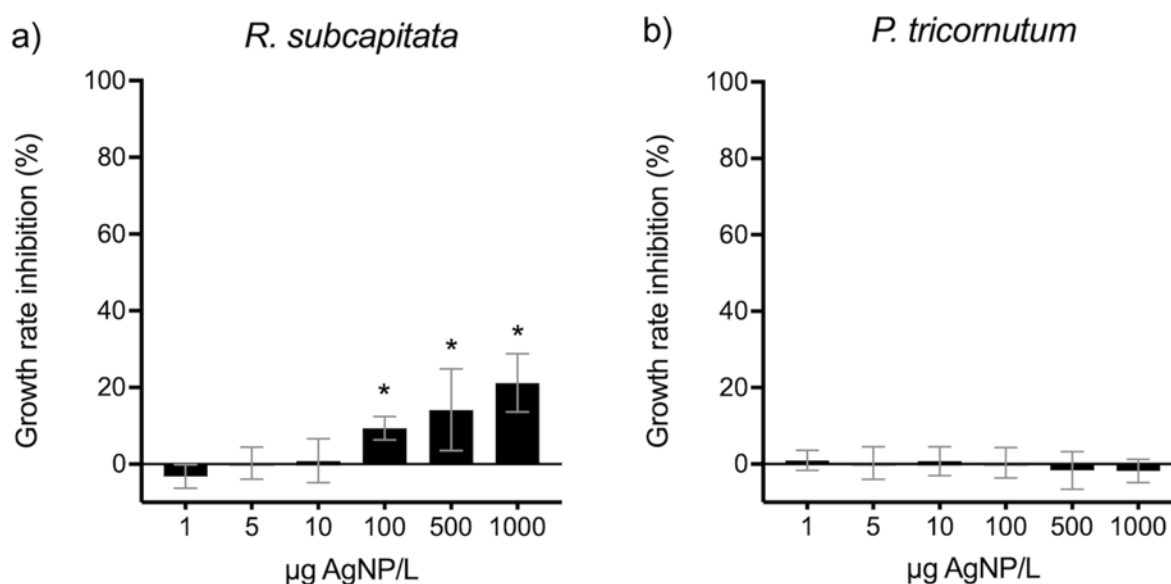 a)
R. subcapitata
Growth rate inhibition (%)
100
80
60
40
20
0
*
*
*
1 5 10 100 500 1000
µg AgNP/L
b)
P. tricornutum
Growth rate inhibition (%)
100
80
60
40
20
0
1 5 10 100 500 1000
µg AgNP/L